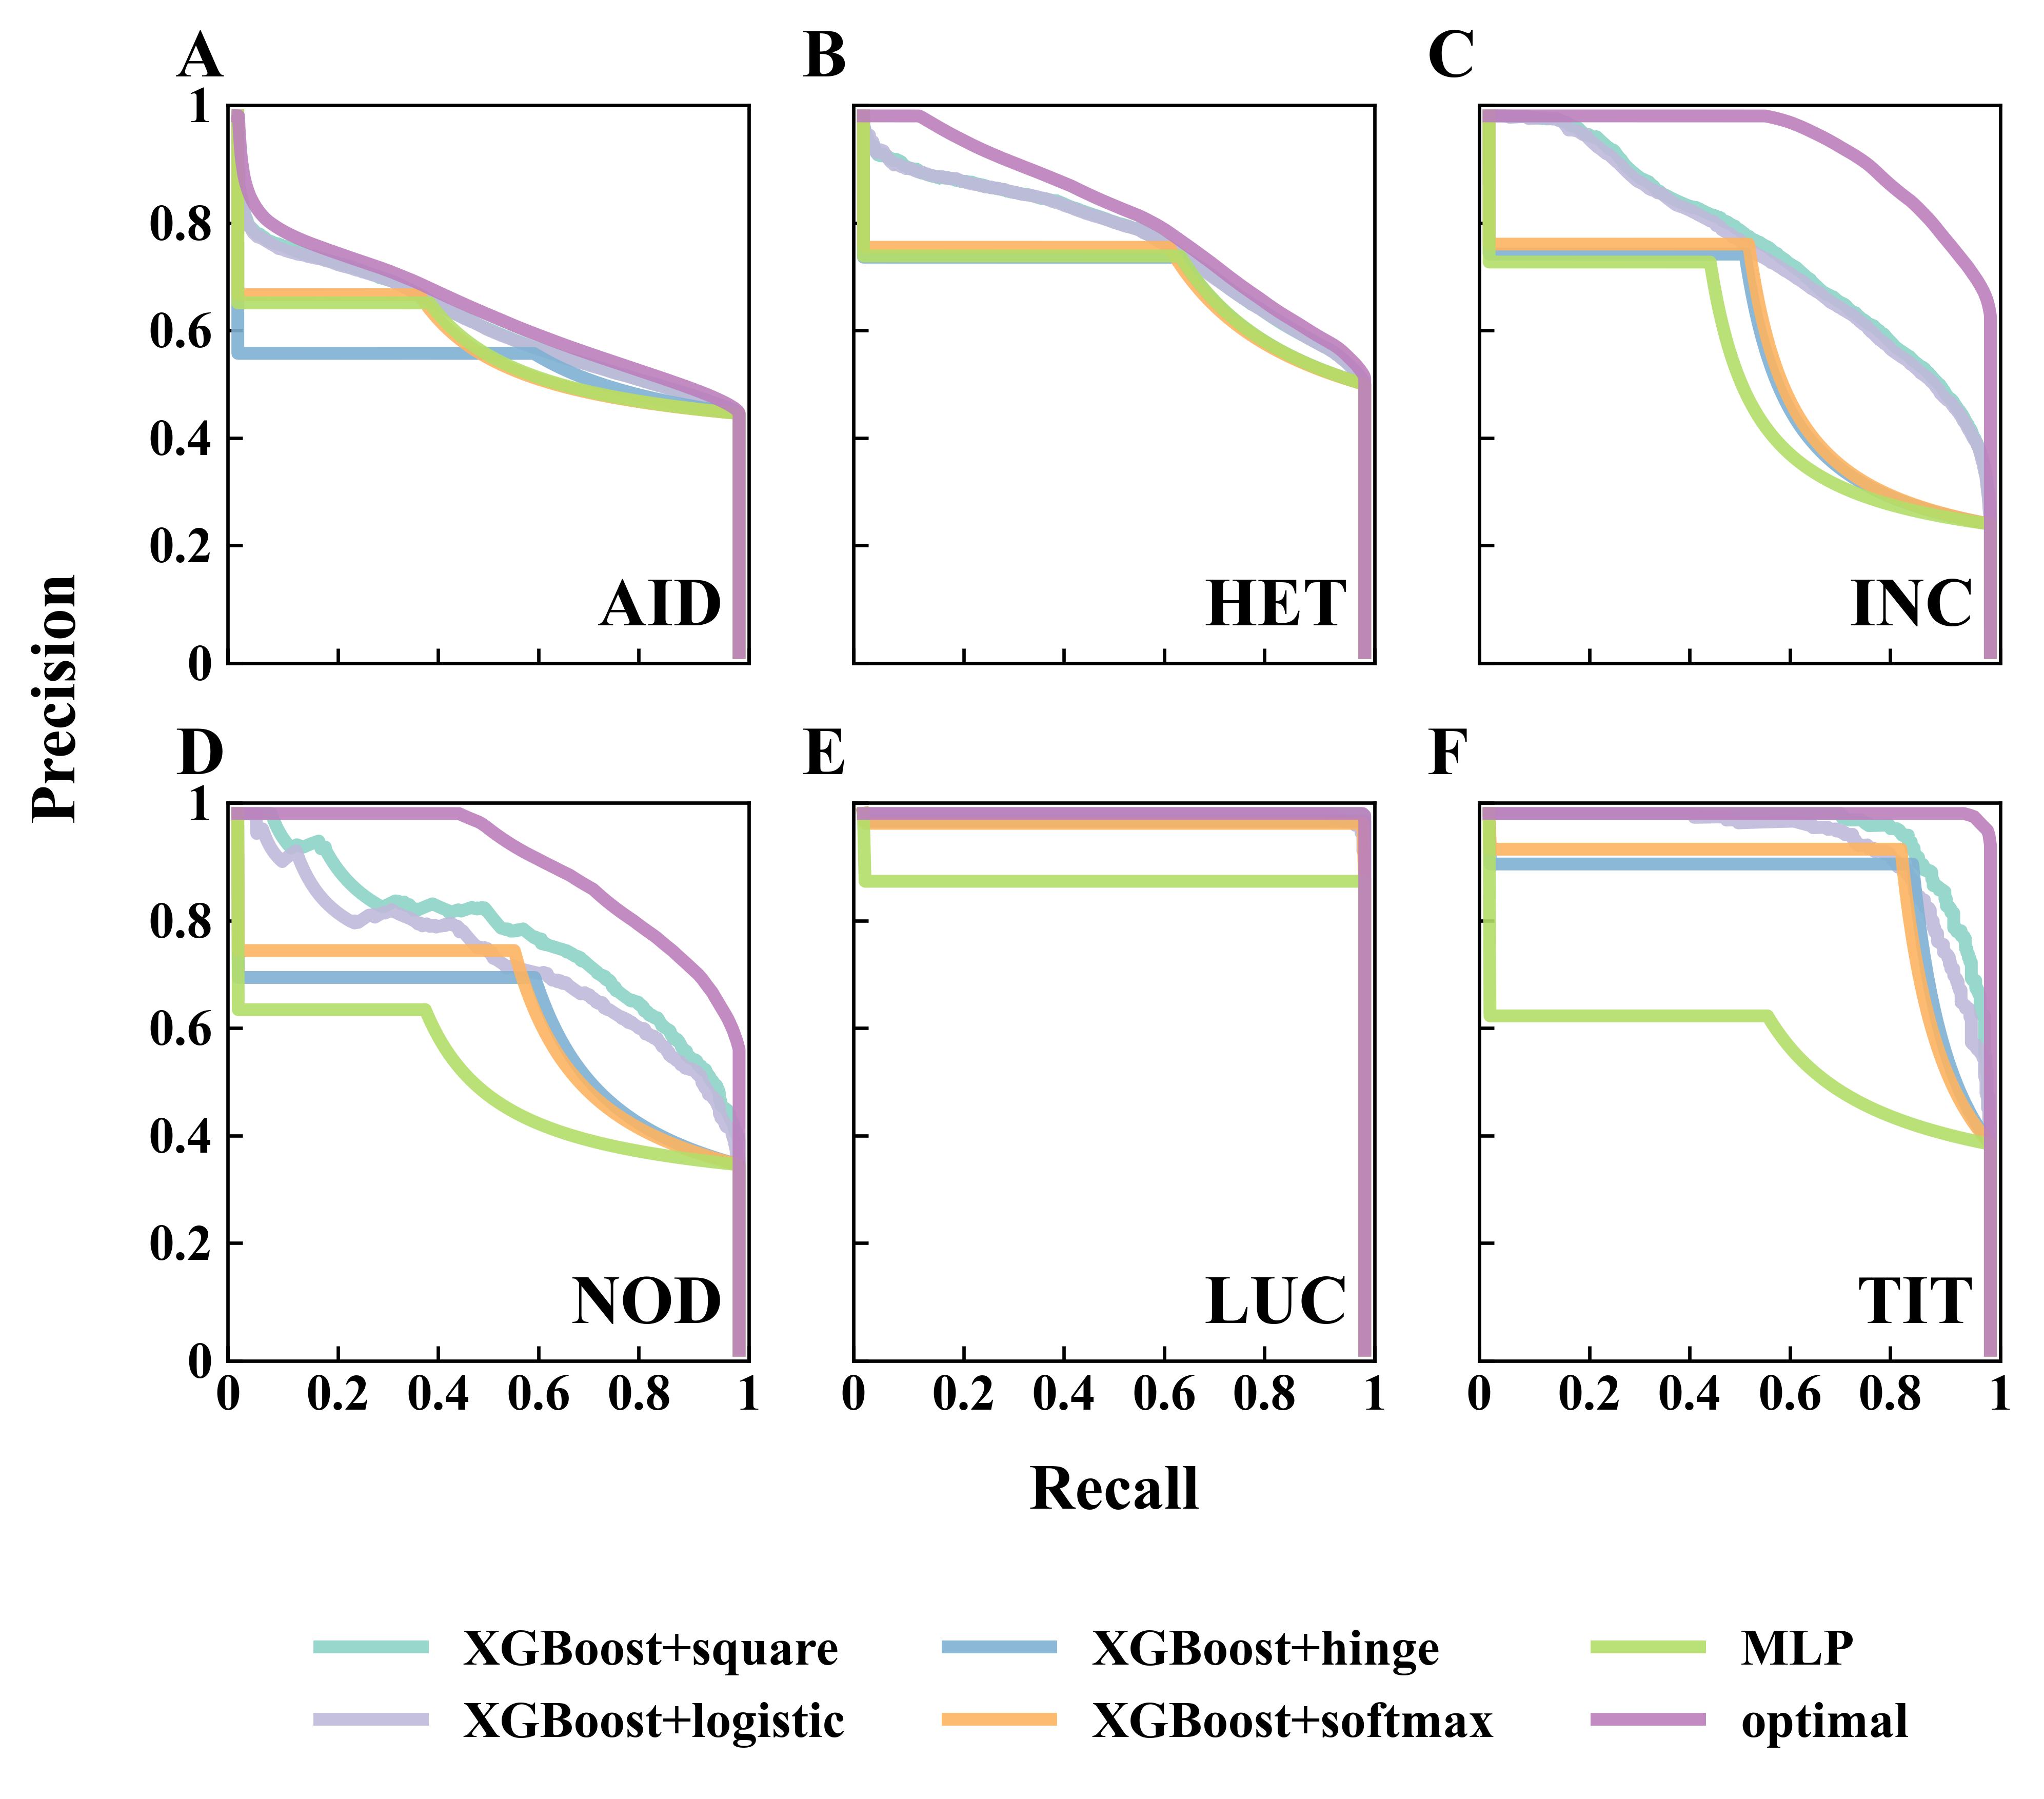 A B C
1
0.8
0.6
0.4
0.2
0
AID HET INC
Precision
D E F
1
0.8
0.6
0.4
0.2
0
NOD LUC TIT
0 0.2 0.4 0.6 0.8 1 0 0.2 0.4 0.6 0.8 1 0 0.2 0.4 0.6 0.8 1
Recall
XGBoost+square XGBoost+hinge MLP
XGBoost+logistic XGBoost+softmax optimal